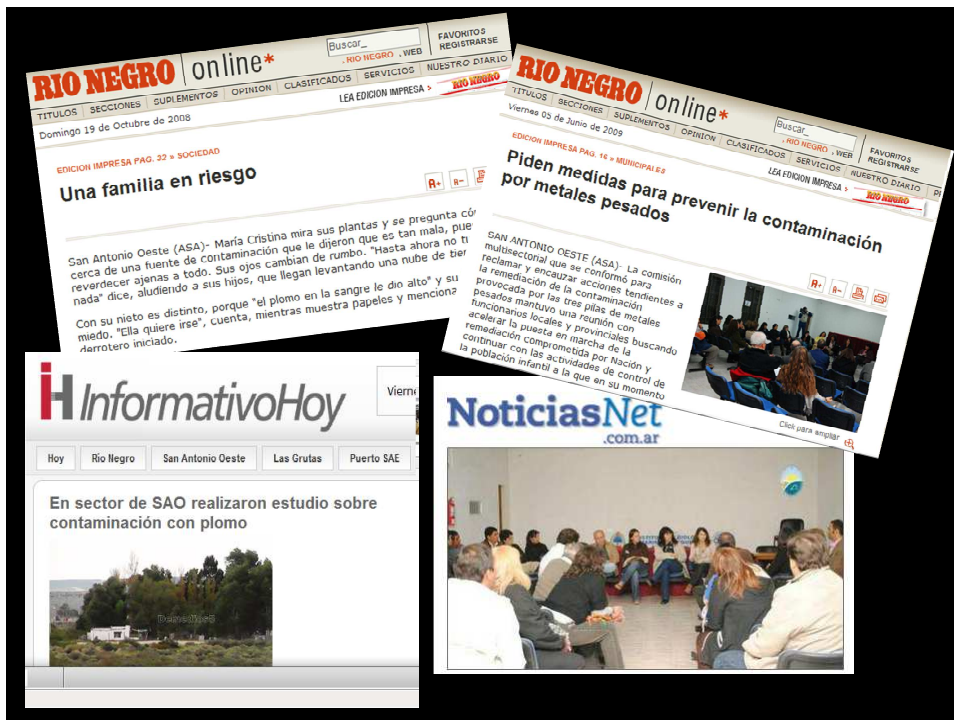 RIO NEGRO online*
Buscar_
. RIO NEGRO . WEB
FAVORITOS
REGISTRARSE
TITULOS SECCIONES SUPLEMENTOS OPINION CLASIFICADOS SERVICIOS NUESTRO DIARIO
Domingo 19 de Octubre de 2008
LEA EDICION IMPRESA > RIO NEGRO
EDICION IMPRESA PAG. 32 » SOCIEDAD
Una familia en riesgo
A+ A-
San Antonio Oeste (ASA)- María Cristina mira sus plantas y se pregunta có
cerca de una fuente de contaminación que le dijeron que es tan mala, pue
reverdecer ajenas a todo. Sus ojos cambian de rumbo. "Hasta ahora no tu
nada" dice, aludiendo a sus hijos, que llegan levantando una nube de tier
Con su nieto es distinto, porque "el plomo en la sangre le dio alto" y su
miedo. "Ella quiere irse", cuenta, mientras muestra papeles y menciona
derrotero iniciado.
RIO NEGRO online*
Buscar_
. RIO NEGRO . WEB
FAVORITOS
REGISTRARSE
TITULOS SECCIONES SUPLEMENTOS OPINION CLASIFICADOS SERVICIOS NUESTRO DIARIO
Viernes 05 de Junio de 2009
LEA EDICION IMPRESA > RIO NEGRO
EDICION IMPRESA PAG. 16 » MUNICIPALES
Piden medidas para prevenir la contaminación
por metales pesados
A+ A-
SAN ANTONIO OESTE (ASA)- La comisión
multisectorial que se conformó para
reclamar y encauzar acciones tendientes a
la remediación de la contaminación
provocada por las tres pilas de metales
pesados mantuvo una reunión con
funcionarios locales y provinciales buscando
acelerar la puesta en marcha de la
remediación comprometida por Nación y
continuar con las actividades de control de
la población infantil a la que en su momento
Click para ampliar
iH InformativoHoy
Vierne
Hoy Río Negro San Antonio Oeste Las Grutas Puerto SAE
En sector de SAO realizaron estudio sobre
contaminación con plomo
NoticiasNet
.com.ar